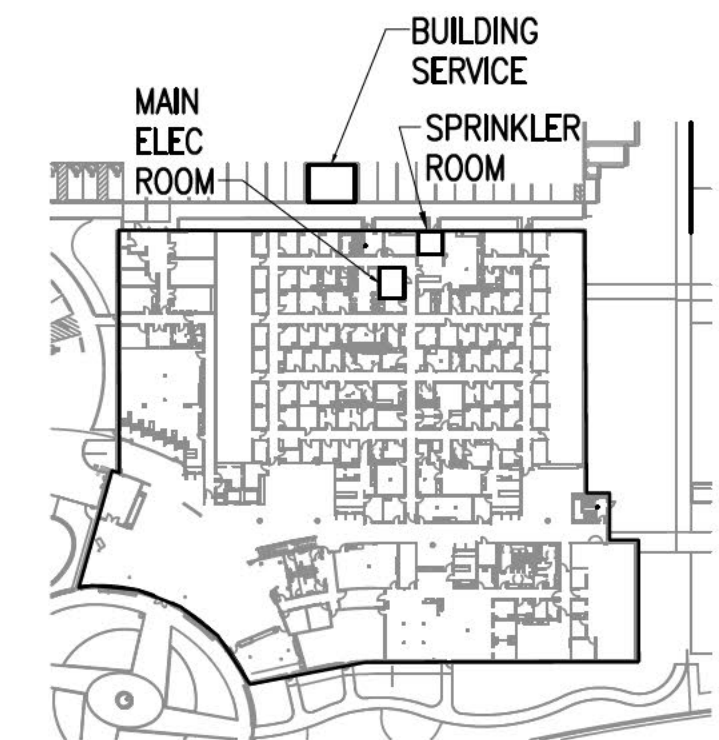 BUILDING
SERVICE
MAIN
ELEC
ROOM
SPRINKLER
ROOM